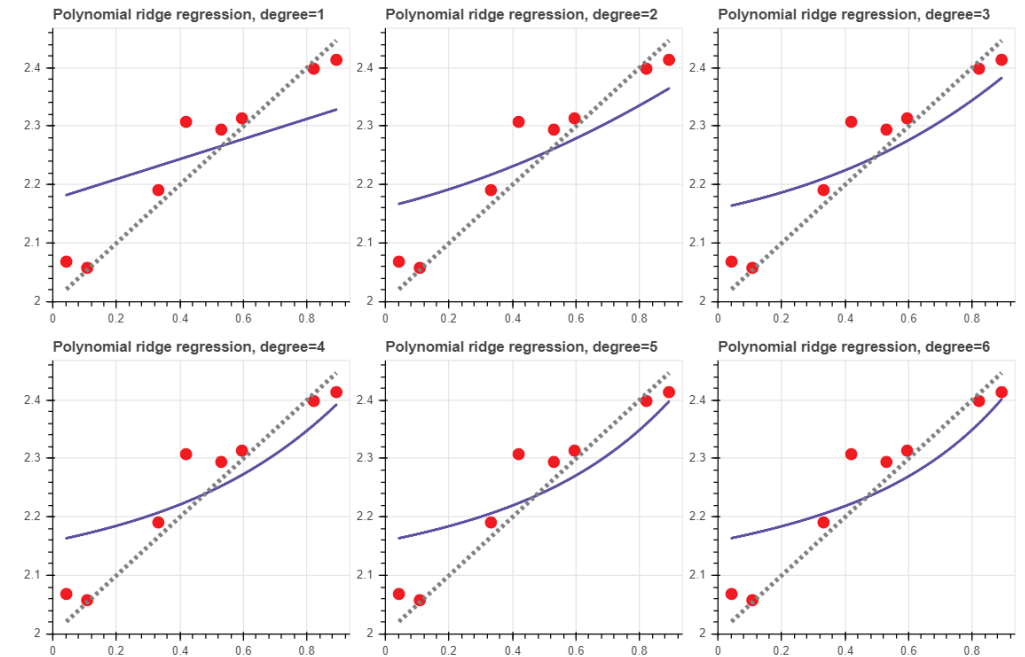 Polynomial ridge regression, degree=1
2.4
2.3
2.2
2.1
2
0 0.2 0.4 0.6 0.8
Polynomial ridge regression, degree=2
2.4
2.3
2.2
2.1
2
0 0.2 0.4 0.6 0.8
Polynomial ridge regression, degree=3
2.4
2.3
2.2
2.1
2
0 0.2 0.4 0.6 0.8
Polynomial ridge regression, degree=4
2.4
2.3
2.2
2.1
2
0 0.2 0.4 0.6 0.8
Polynomial ridge regression, degree=5
2.4
2.3
2.2
2.1
2
0 0.2 0.4 0.6 0.8
Polynomial ridge regression, degree=6
2.4
2.3
2.2
2.1
2
0 0.2 0.4 0.6 0.8